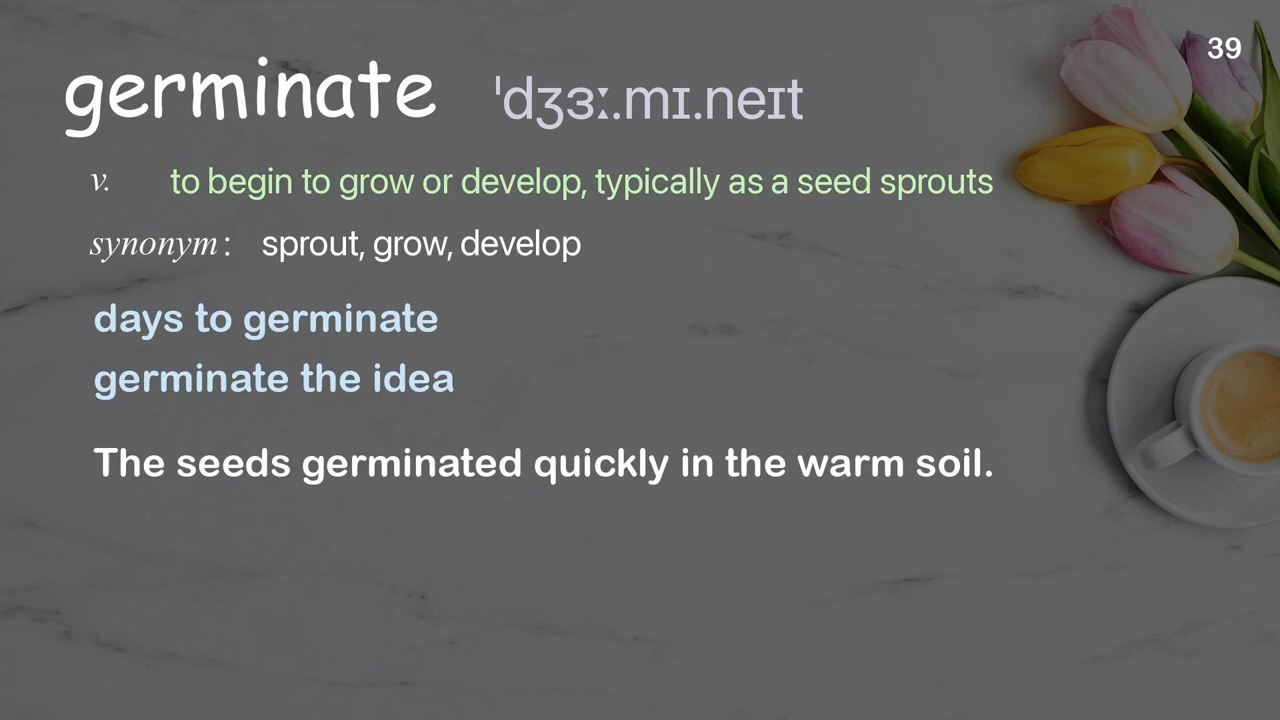 39
germinate ˈdʒɜː.mɪ.neɪt
v. to begin to grow or develop, typically as a seed sprouts
synonym: sprout, grow, develop
days to germinate
germinate the idea
The seeds germinated quickly in the warm soil.